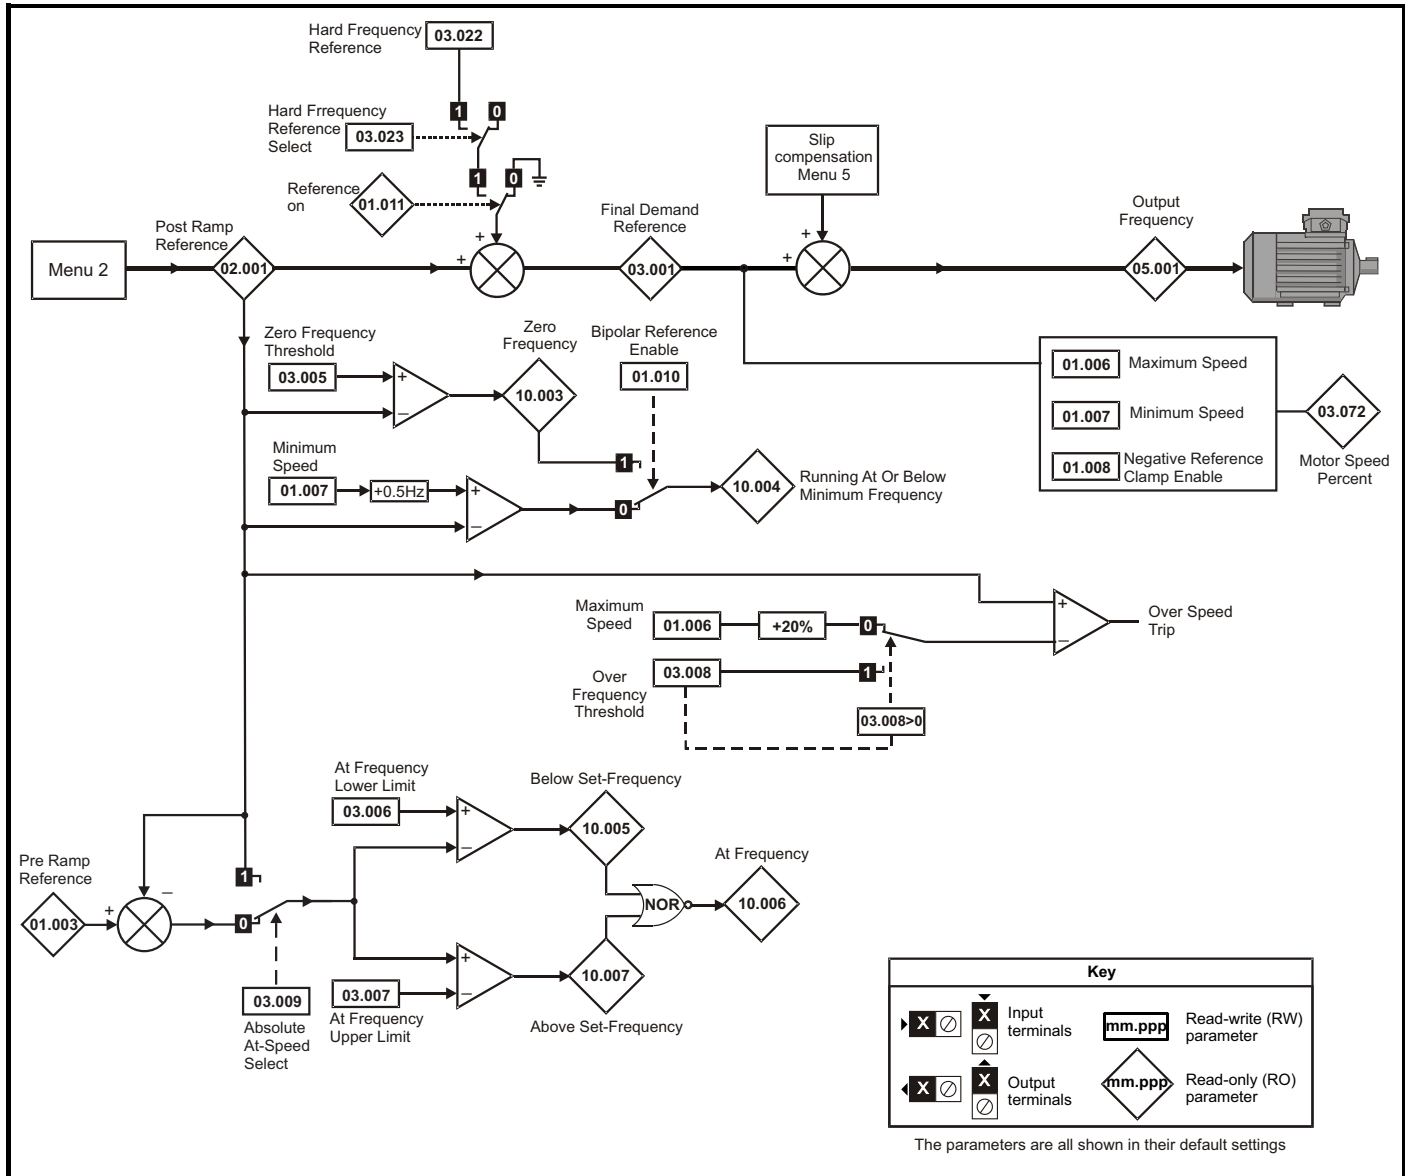 Hard Frequency
Reference
03.022
1 0
Hard Frrequency
Reference
Select
03.023
1 0
Reference
on
01.011
Slip
compensation
Menu 5
Post Ramp
Reference
Final Demand
Reference
Output
Frequency
Menu 2
02.001
+
+
03.001
+
+
05.001
Zero Frequency
Threshold
03.005
+
–
Zero
Frequency
10.003
Bipolar Reference
Enable
01.010
01.006
Maximum Speed
01.007
Minimum Speed
01.008
Negative Reference
Clamp Enable
03.072
Motor Speed
Percent
Minimum
Speed
01.007
+0.5Hz
+
–
1
0
10.004
Running At Or Below
Minimum Frequency
Maximum
Speed
01.006
+20%
0
+
–
Over Speed
Trip
Over
Frequency
Threshold
03.008
1
03.008>0
At Frequency
Lower Limit
03.006
+
–
Below Set-Frequency
10.005
Pre Ramp
Reference
01.003
+
–
1
0
NOR
At Frequency
10.006
03.009
Absolute
At-Speed
Select
03.007
At Frequency
Upper Limit
+
–
10.007
Above Set-Frequency
Key
X
X
Input
terminals
mm.ppp
Read-write (RW)
parameter
X
X
Output
terminals
mm.ppp
Read-only (RO)
parameter
The parameters are all shown in their default settings